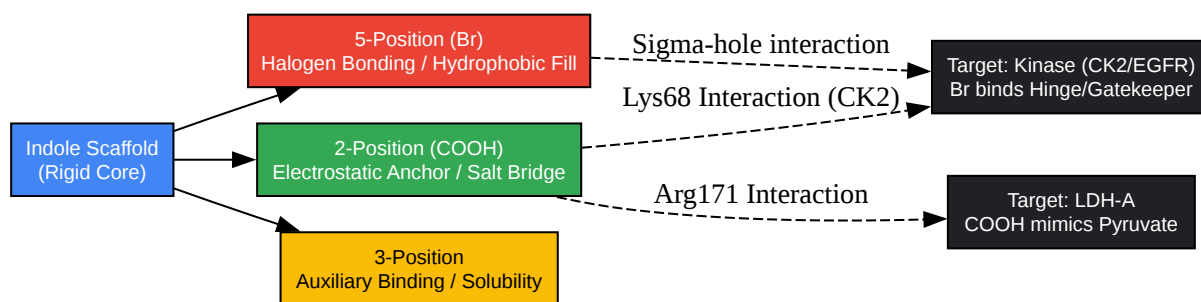 Indole Scaffold
(Rigid Core)
5-Position (Br)
Halogen Bonding / Hydrophobic Fill
2-Position (COOH)
Electrostatic Anchor / Salt Bridge
3-Position
Auxiliary Binding / Solubility
Sigma-hole interaction
Lys68 Interaction (CK2)
Arg171 Interaction
Target: Kinase (CK2/EGFR)
Br binds Hinge/Gatekeeper
Target: LDH-A
COOH mimics Pyruvate